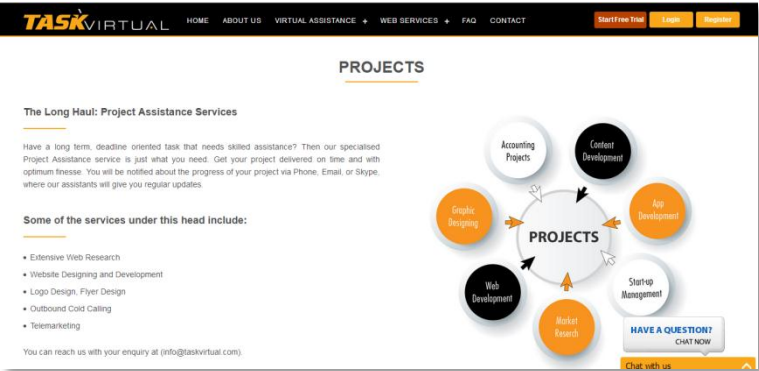 TASKVIRTUAL
HOME ABOUT US VIRTUAL ASSISTANCE + WEB SERVICES + FAQ CONTACT
Start Free Trial Login Register
PROJECTS
The Long Haul: Project Assistance Services
Have a long term, deadline oriented task that needs skilled assistance? Then our specialised
Project Assistance service is just what you need. Get your project delivered on time and with
optimum finesse. You will be notified about the progress of your project via Phone, Email, or Skype,
where our assistants will give you regular updates.
Some of the services under this head include:
• Extensive Web Research
• Website Designing and Development
• Logo Design, Flyer Design
• Outbound Cold Calling
• Telemarketing
You can reach us with your enquiry at (info@taskvirtual.com).
Accounting
Projects
Content
Development
Graphic
Designing
App
Development
PROJECTS
Web
Development
Start-up
Management
Market
Reserch
HAVE A QUESTION?
CHAT NOW
Chat with us